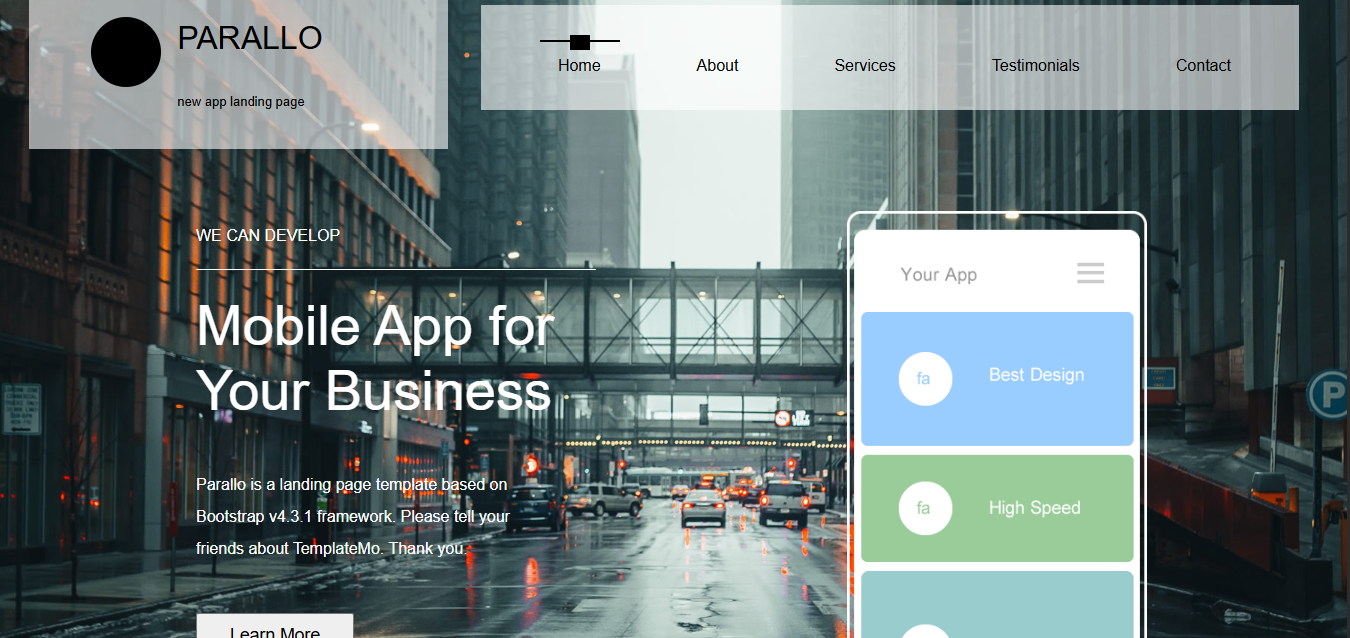 PARALLO
new app landing page
Home
About
Services
Testimonials
Contact
WE CAN DEVELOP
Mobile App for
Your Business
Parallo is a landing page template based on
Bootstrap v4.3.1 framework. Please tell your
friends about TemplateMo. Thank you.
Learn More
Your App
fa
Best Design
fa
High Speed
P